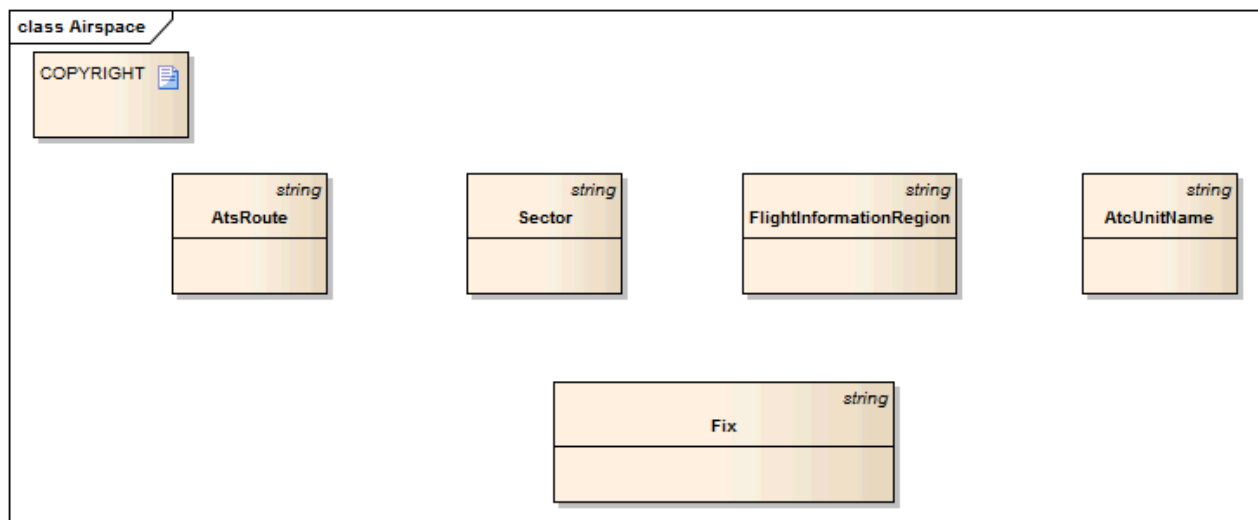 class Airspace
COPYRIGHT
string
AtsRoute
string
Sector
string
FlightInformationRegion
string
AtcUnitName
string
Fix